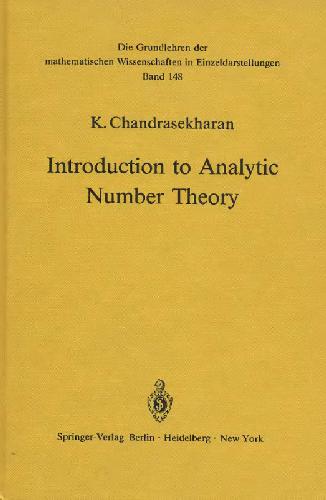 Die Grundlehren der
mathematischen Wissenschaften in Einzeldarstellungen
Band 148
K. Chandrasekharan
Introduction to Analytic
Number Theory
Springer-Verlag Berlin · Heidelberg · New York